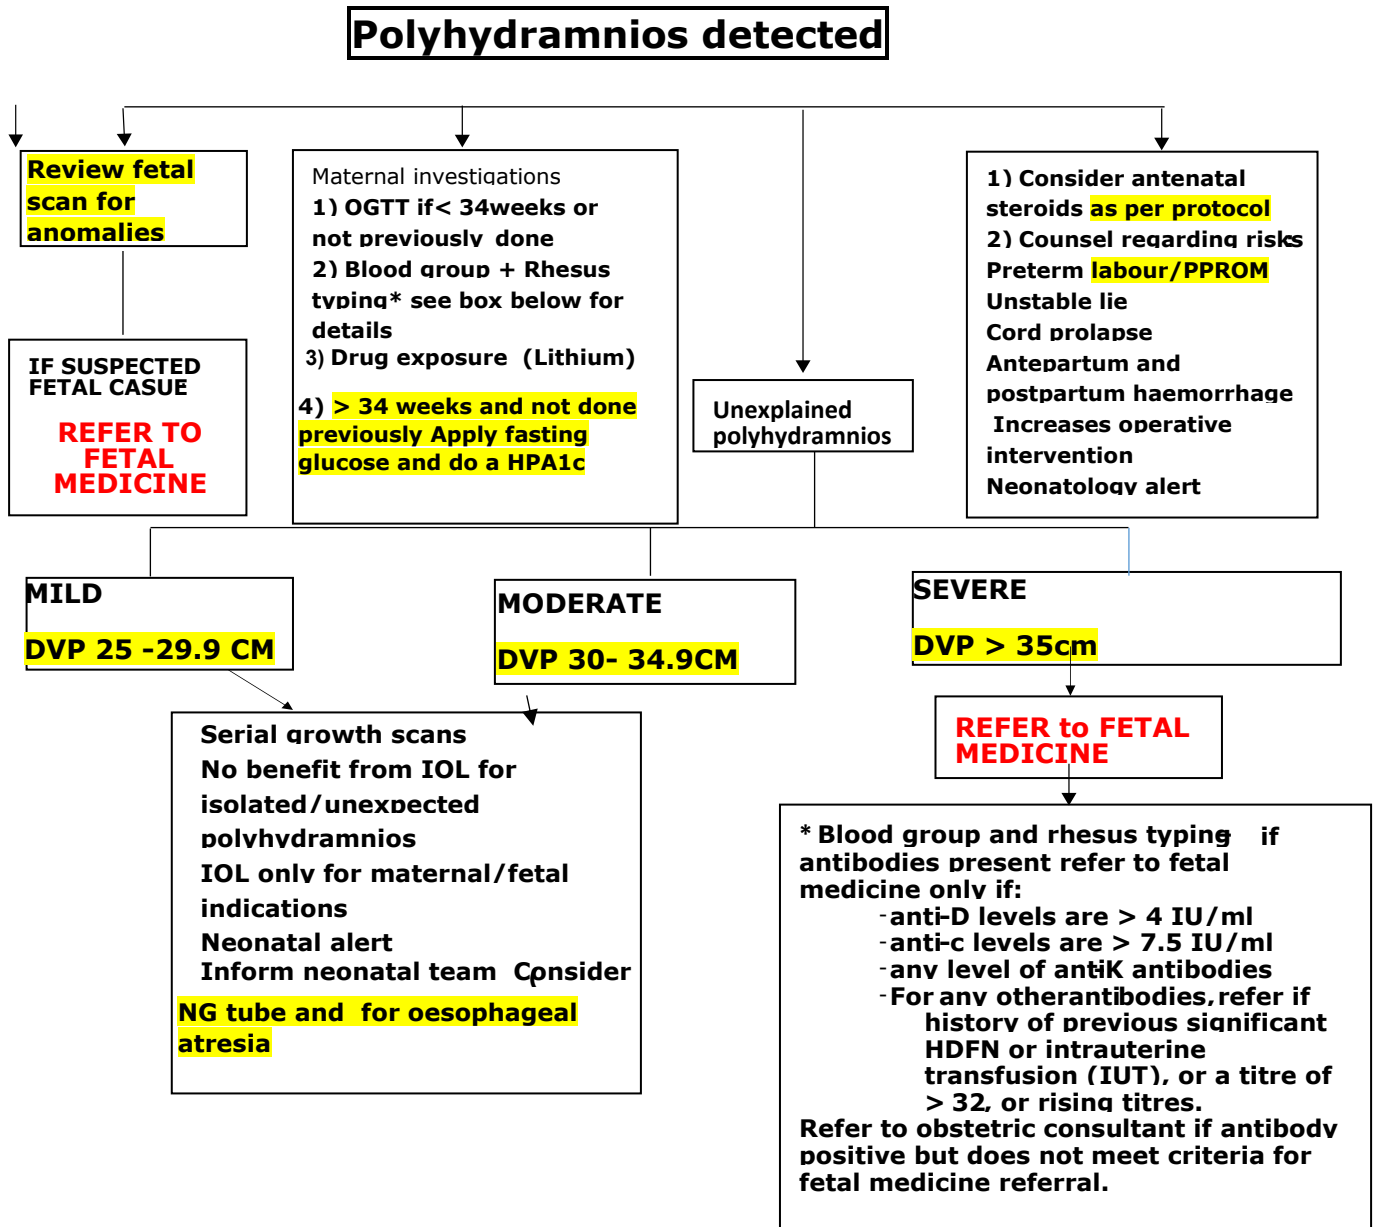 Polyhydramnios detected
Review fetal
scan for
anomalies
IF SUSPECTED
FETAL CASUE
REFER TO
FETAL
MEDICINE
Maternal investigations
1) OGTT if< 34weeks or
not previously done
2) Blood group + Rhesus
typing* see box below for
details
3) Drug exposure (Lithium)
4) > 34 weeks and not done
previously Apply fasting
glucose and do a HPA1c
Unexplained
polyhydramnios
1) Consider antenatal
steroids as per protocol
2) Counsel regarding risks:
Preterm labour/PPROM
Unstable lie
Cord prolapse
Antepartum and
postpartum haemorrhage
Increases operative
intervention
Neonatology alert
MILD
DVP 25 -29.9 CM
MODERATE
DVP 30- 34.9CM
SEVERE
DVP > 35cm
Serial growth scans
No benefit from IOL for
isolated/unexpected
polyhydramnios
IOL only for maternal/fetal
indications
Neonatal alert
Inform neonatal team Consider
NG tube and for oesophageal
atresia
REFER to FETAL
MEDICINE
* Blood group and rhesus typing - if
antibodies present refer to fetal
medicine only if:
-anti-D levels are > 4 IU/ml
-anti-c levels are > 7.5 IU/ml
-any level of anti-K antibodies
-For any otherantibodies, refer if
history of previous significant
HDFN or intrauterine
transfusion (IUT), or a titre of
> 32, or rising titres.
Refer to obstetric consultant if antibody
positive but does not meet criteria for
fetal medicine referral.